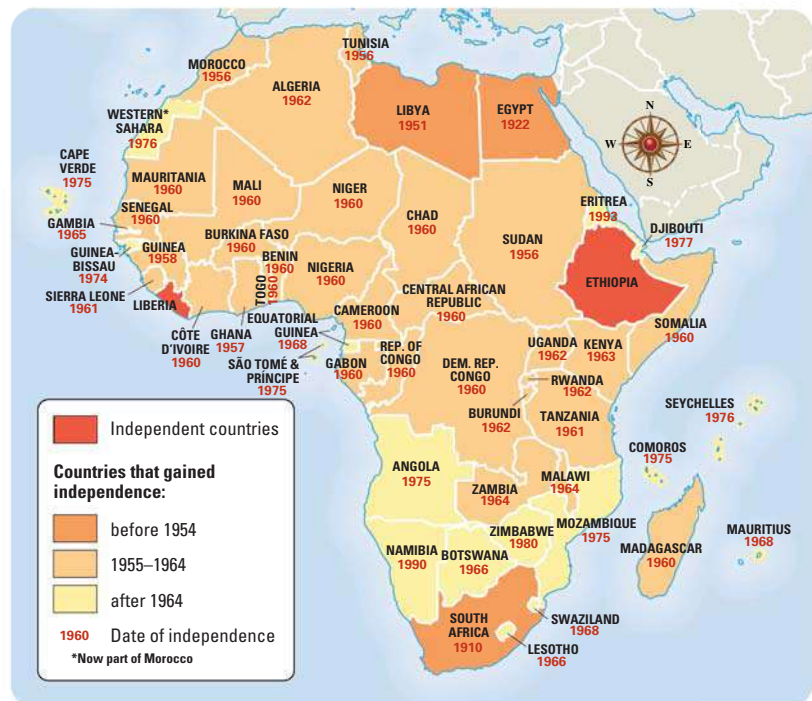 TUNISIA
1956
MOROCCO
1956
ALGERIA
1962
LIBYA
1951
EGYPT
1922
WESTERN*
SAHARA
1976
N
W
E
S
CAPE
VERDE
1975
MAURITANIA
1960
MALI
1960
NIGER
1960
CHAD
1960
SUDAN
1956
ERITREA
1993
DJIBOUTI
1977
SENEGAL
1960
GAMBIA
1965
GUINEA-
BISSAU
1974
GUINEA
1958
BURKINA FASO
1960
BENIN
1960
TOGO
1960
NIGERIA
1960
ETHIOPIA
SIERRA LEONE
1961
LIBERIA
CÔTE
D'IVOIRE
1960
GHANA
1957
EQUATORIAL
GUINEA
1968
CAMEROON
1960
CENTRAL AFRICAN
REPUBLIC
1960
SOMALIA
1960
SÃO TOMÉ &
PRÍNCIPE
1975
GABON
1960
REP. OF
CONGO
1960
DEM. REP.
CONGO
1960
UGANDA
1962
KENYA
1963
RWANDA
1962
BURUNDI
1962
TANZANIA
1961
SEYCHELLES
1976
COMOROS
1975
ANGOLA
1975
ZAMBIA
1964
MALAWI
1964
MOZAMBIQUE
1975
ZIMBABWE
1980
NAMIBIA
1990
BOTSWANA
1966
MADAGASCAR
1960
MAURITIUS
1968
SOUTH
AFRICA
1910
SWAZILAND
1968
LESOTHO
1966
Independent countries
Countries that gained
independence:
before 1954
1955–1964
after 1964
1960 Date of independence
*Now part of Morocco